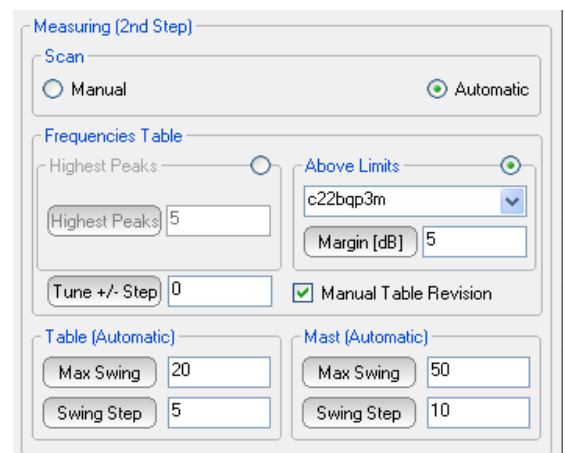 Measuring (2nd Step)
Scan
Manual
Automatic
Frequencies Table
Highest Peaks
Highest Peaks 5
Above Limits
c22bqp3m
Margin [dB] 5
Tune +/- Step 0
Manual Table Revision
Table (Automatic)
Max Swing 20
Swing Step 5
Mast (Automatic)
Max Swing 50
Swing Step 10